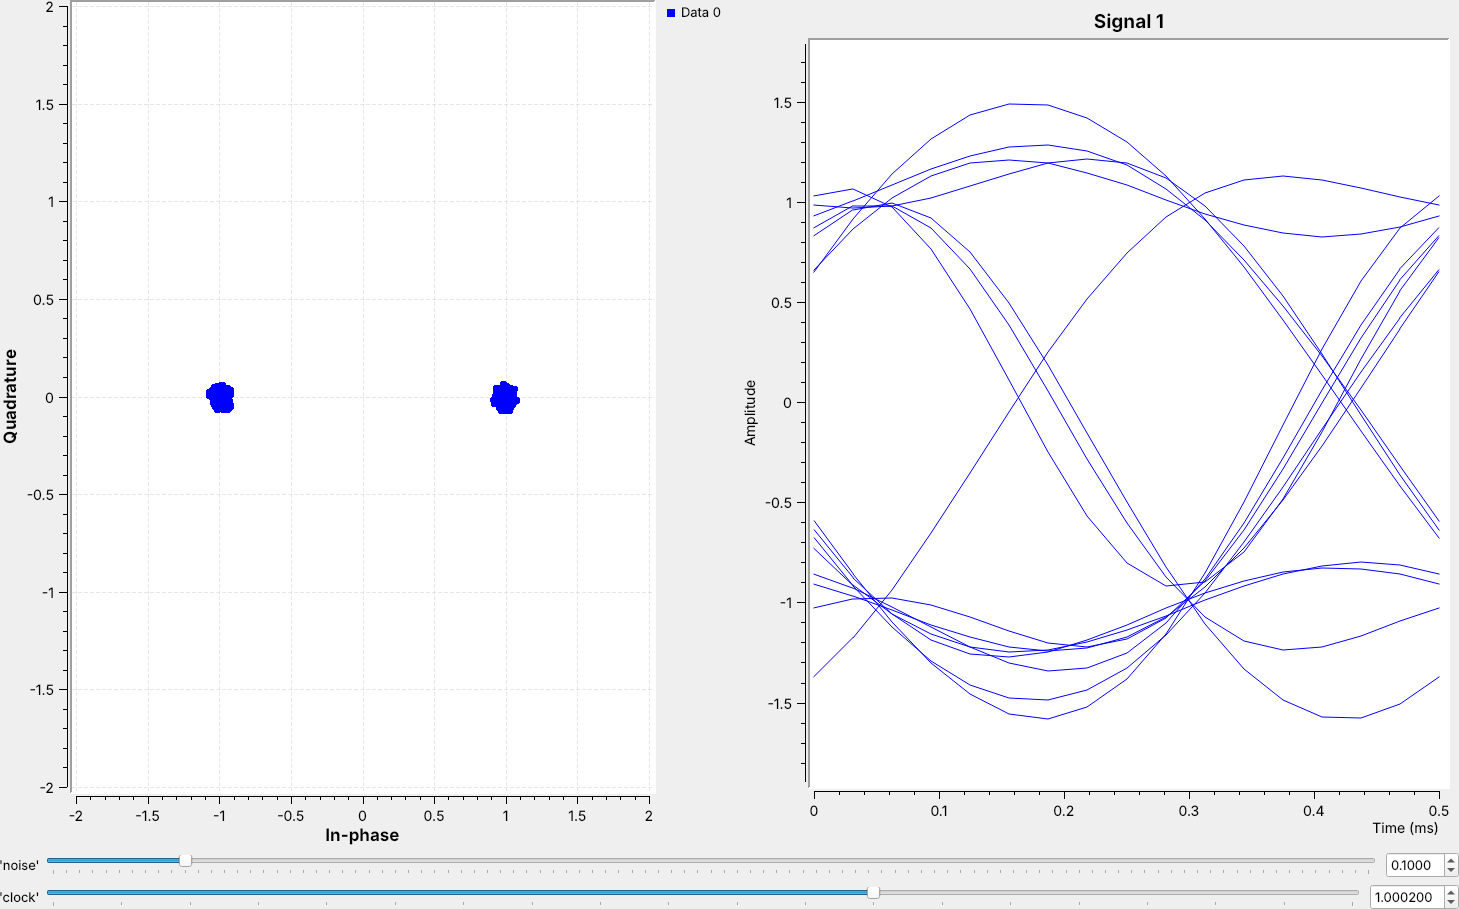 Data 0
Quadrature
2
1.5
1
0.5
0
-0.5
-1
-1.5
-2
-2 -1.5 -1 -0.5 0 0.5 1 1.5 2
In-phase
Signal 1
Amplitude
1.5
1
0.5
0
-0.5
-1
-1.5
0 0.1 0.2 0.3 0.4 0.5
Time (ms)
'noise' 0.1000
'clock' 1.000200